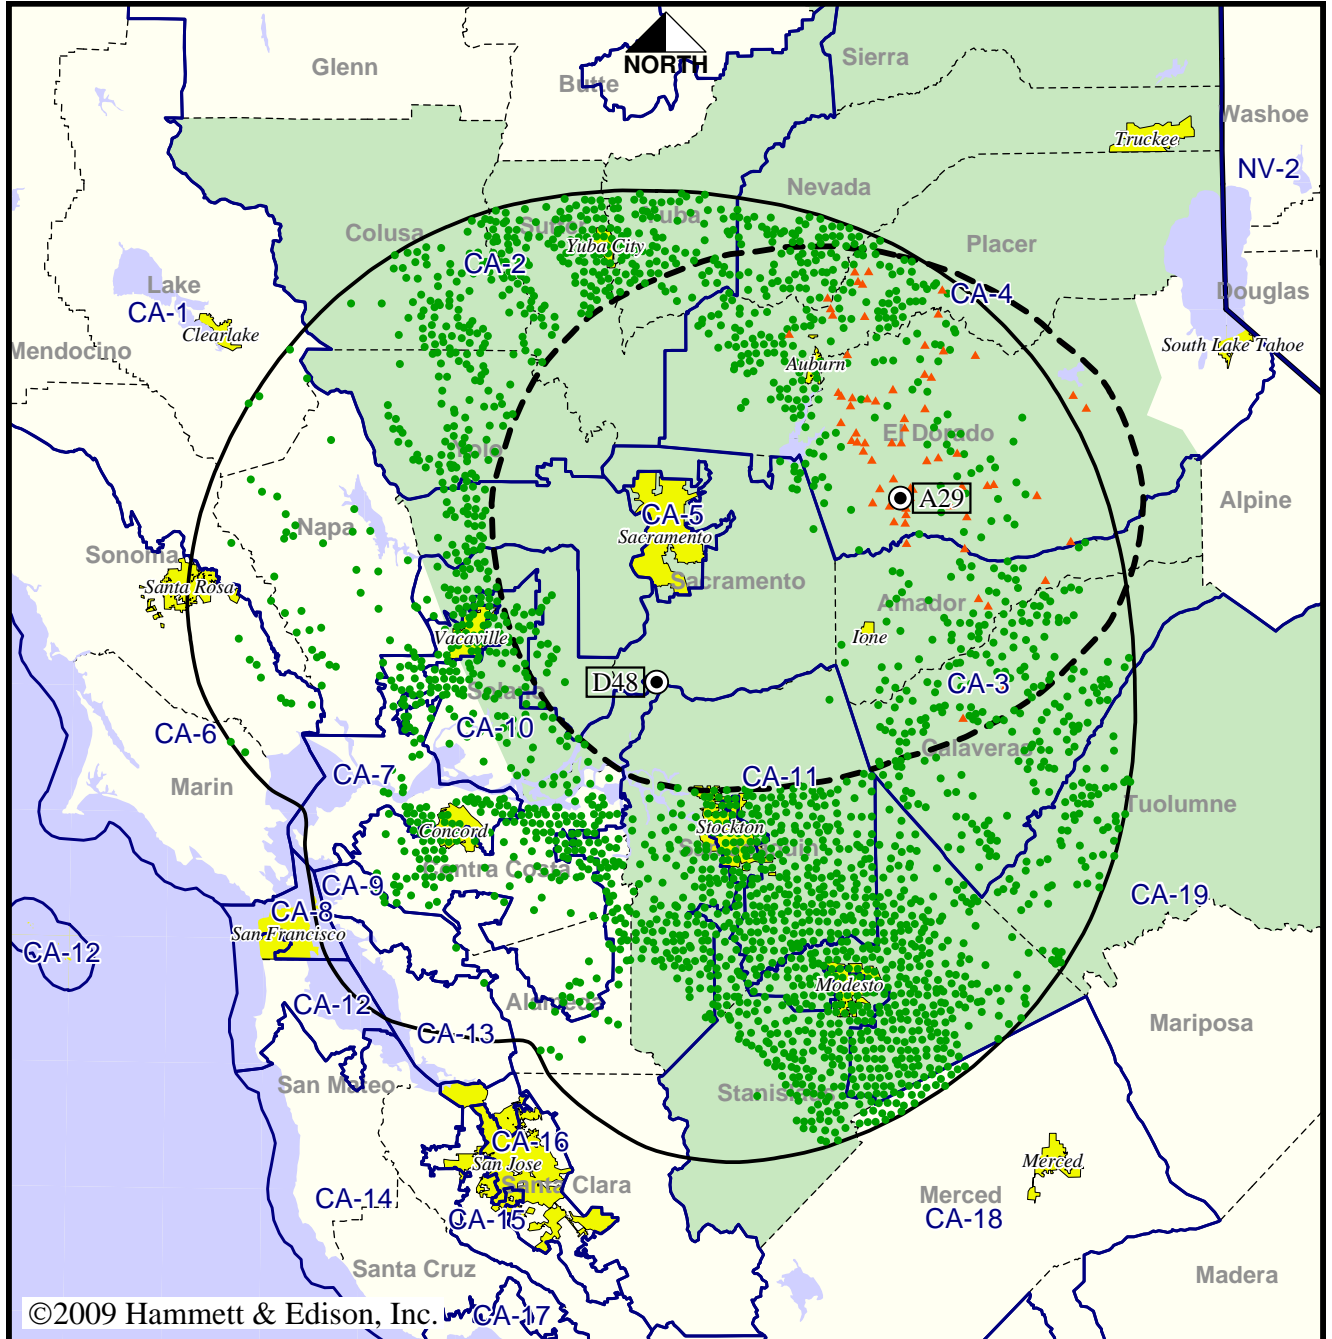 Glenn
Butte
NORTH
Sierra
Washoe
Truckee
NV-2
Nevada
Colusa
Sutter
Yuba
Yuba City
Placer
CA-2
CA-4
Lake
CA-1
Clearlake
Douglas
Mendocino
South Lake Tahoe
Auburn
Yolo
El Dorado
A29
Alpine
Napa
CA-5
Sacramento
Sonoma
Santa Rosa
Sacramento
Amador
Vacaville
Ione
D48
Solano
CA-3
CA-10
CA-6
Calaveras
Marin
CA-7
CA-11
Tuolumne
Concord
Stockton
San Joaquin
Contra Costa
CA-9
CA-19
CA-8
San Francisco
CA-12
Modesto
CA-12
Alameda
CA-13
Mariposa
San Mateo
Stanislaus
CA-16
San Jose
Merced
Santa Clara
CA-14
Merced
CA-15
CA-18
Santa Cruz
Madera
©2009 Hammett & Edison, Inc.
CA-17